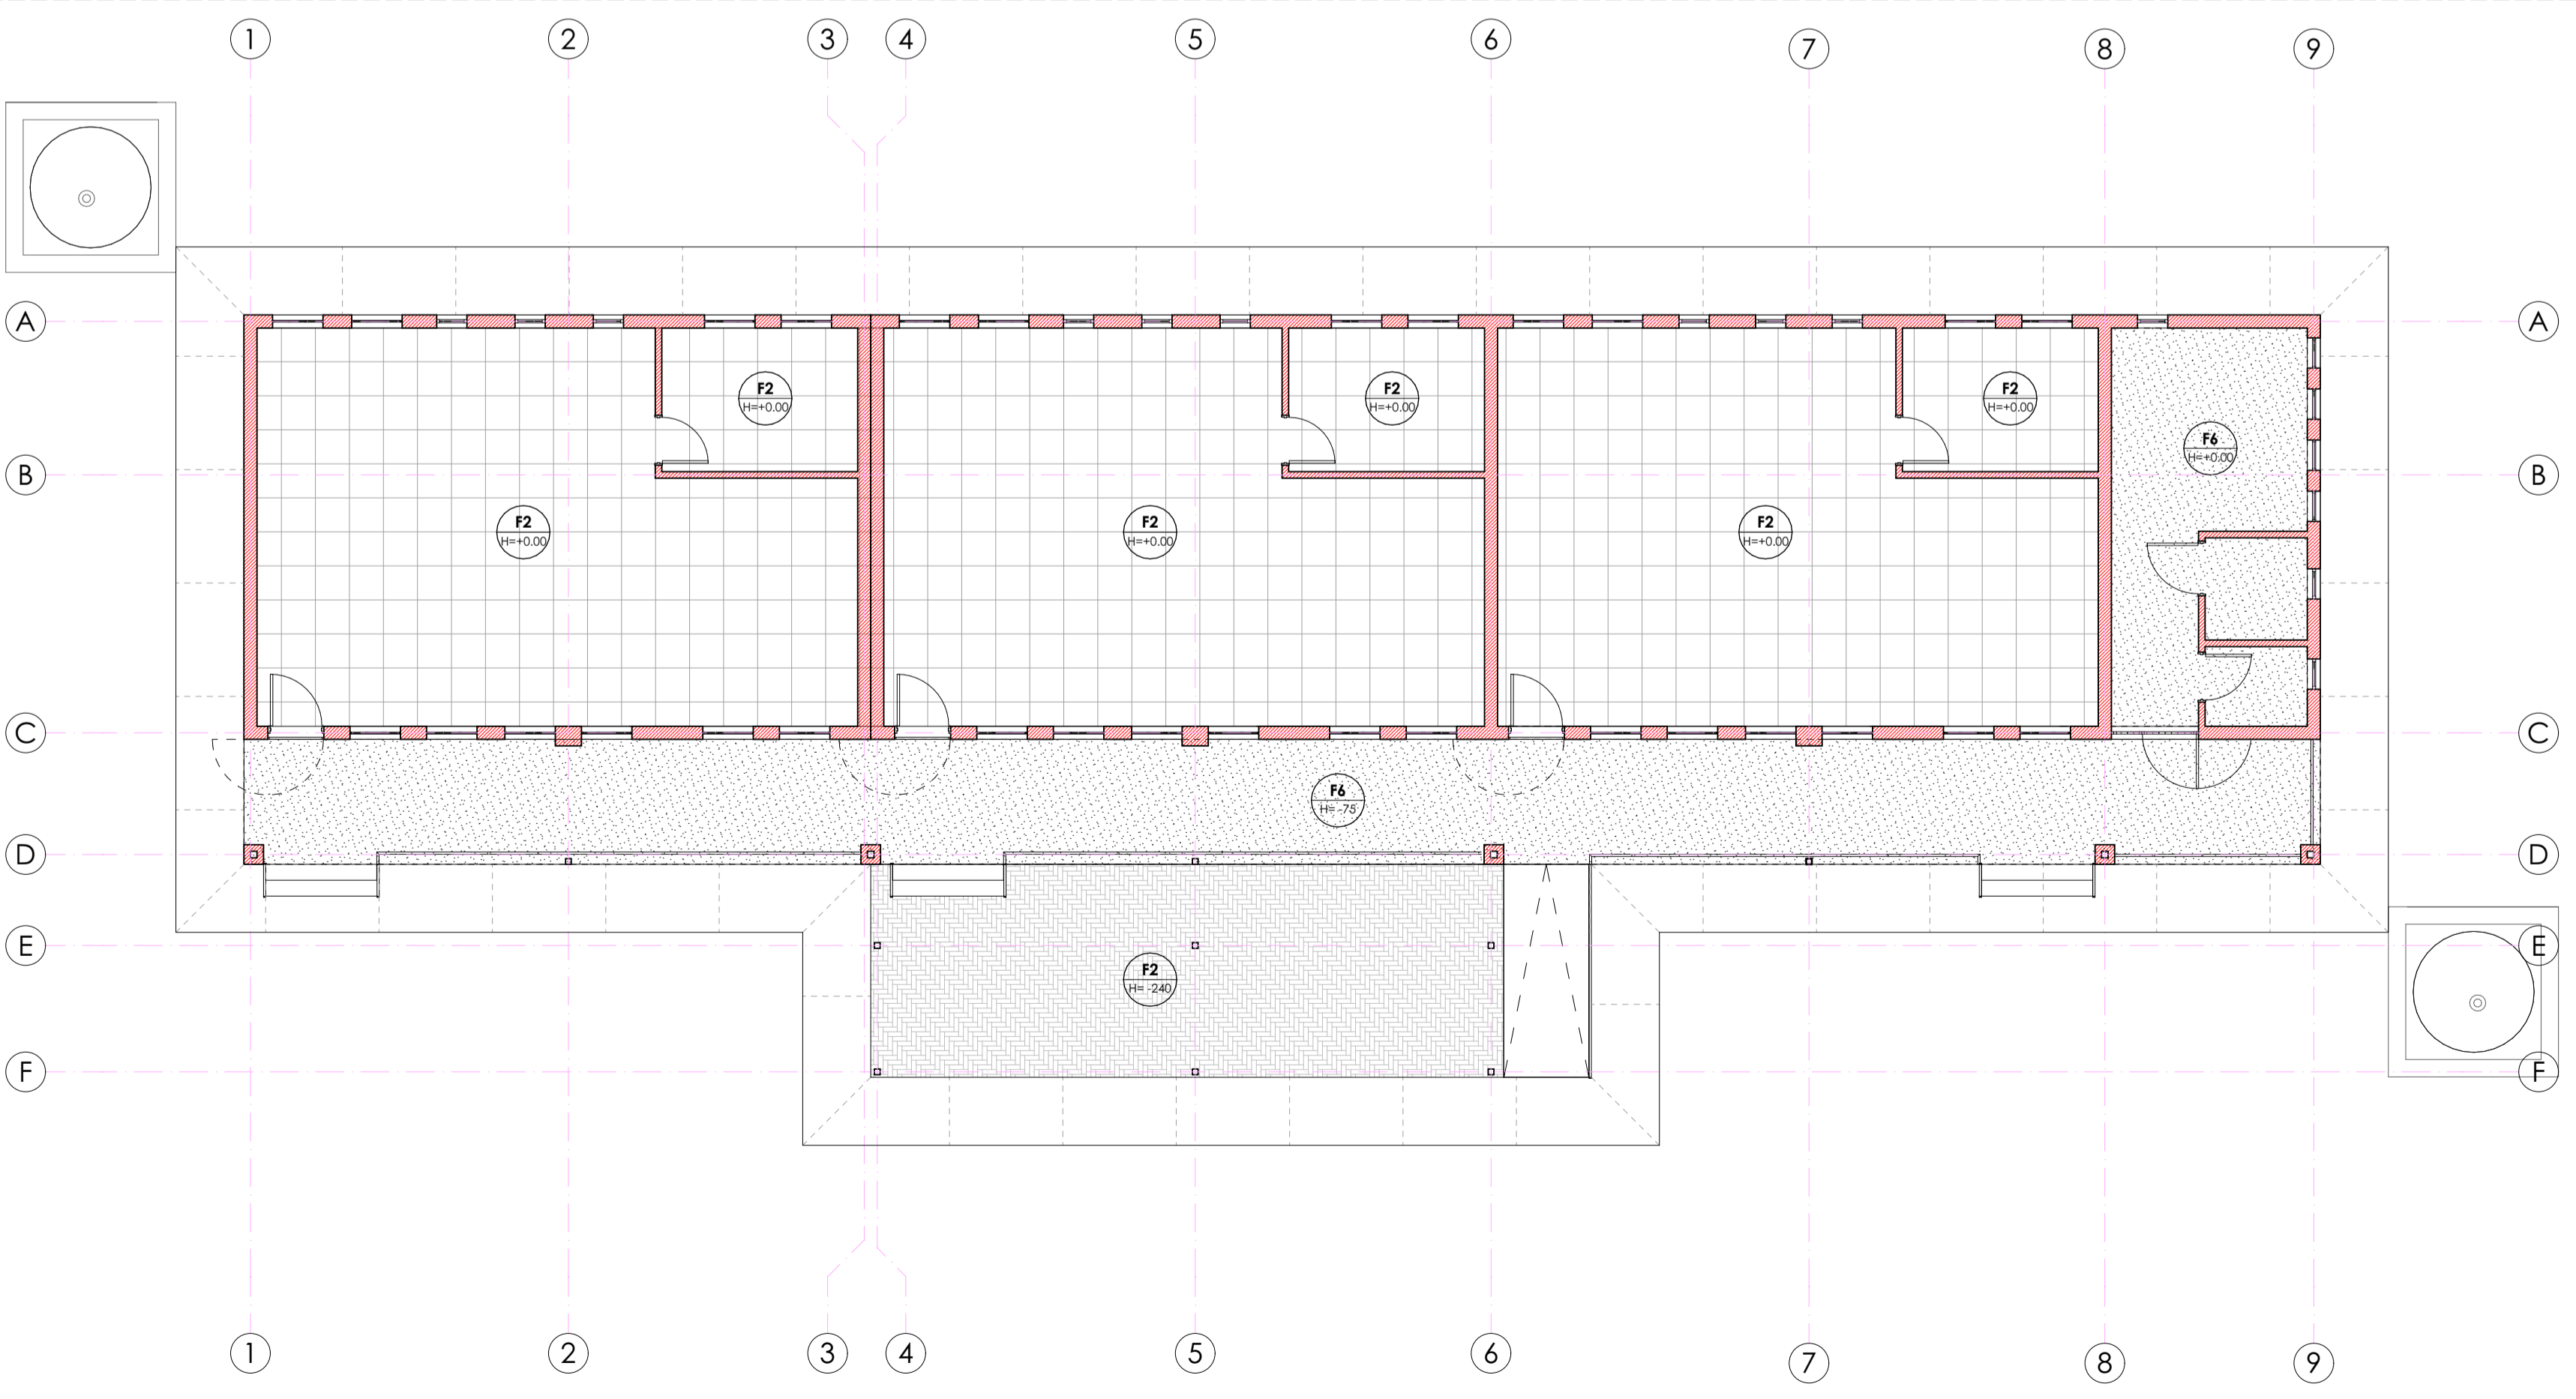 1 2 3 4 5 6 7 8 9
A A
F2 F2 F2
H=+0.00 H=+0.00 H=+0.00
F6
H=+0.00
B B
F2 F2 F2
H=+0.00 H=+0.00 H=+0.00
C C
F6
H= -75
D D
E E
F2
H= -240
F F
1 2 3 4 5 6 7 8 9